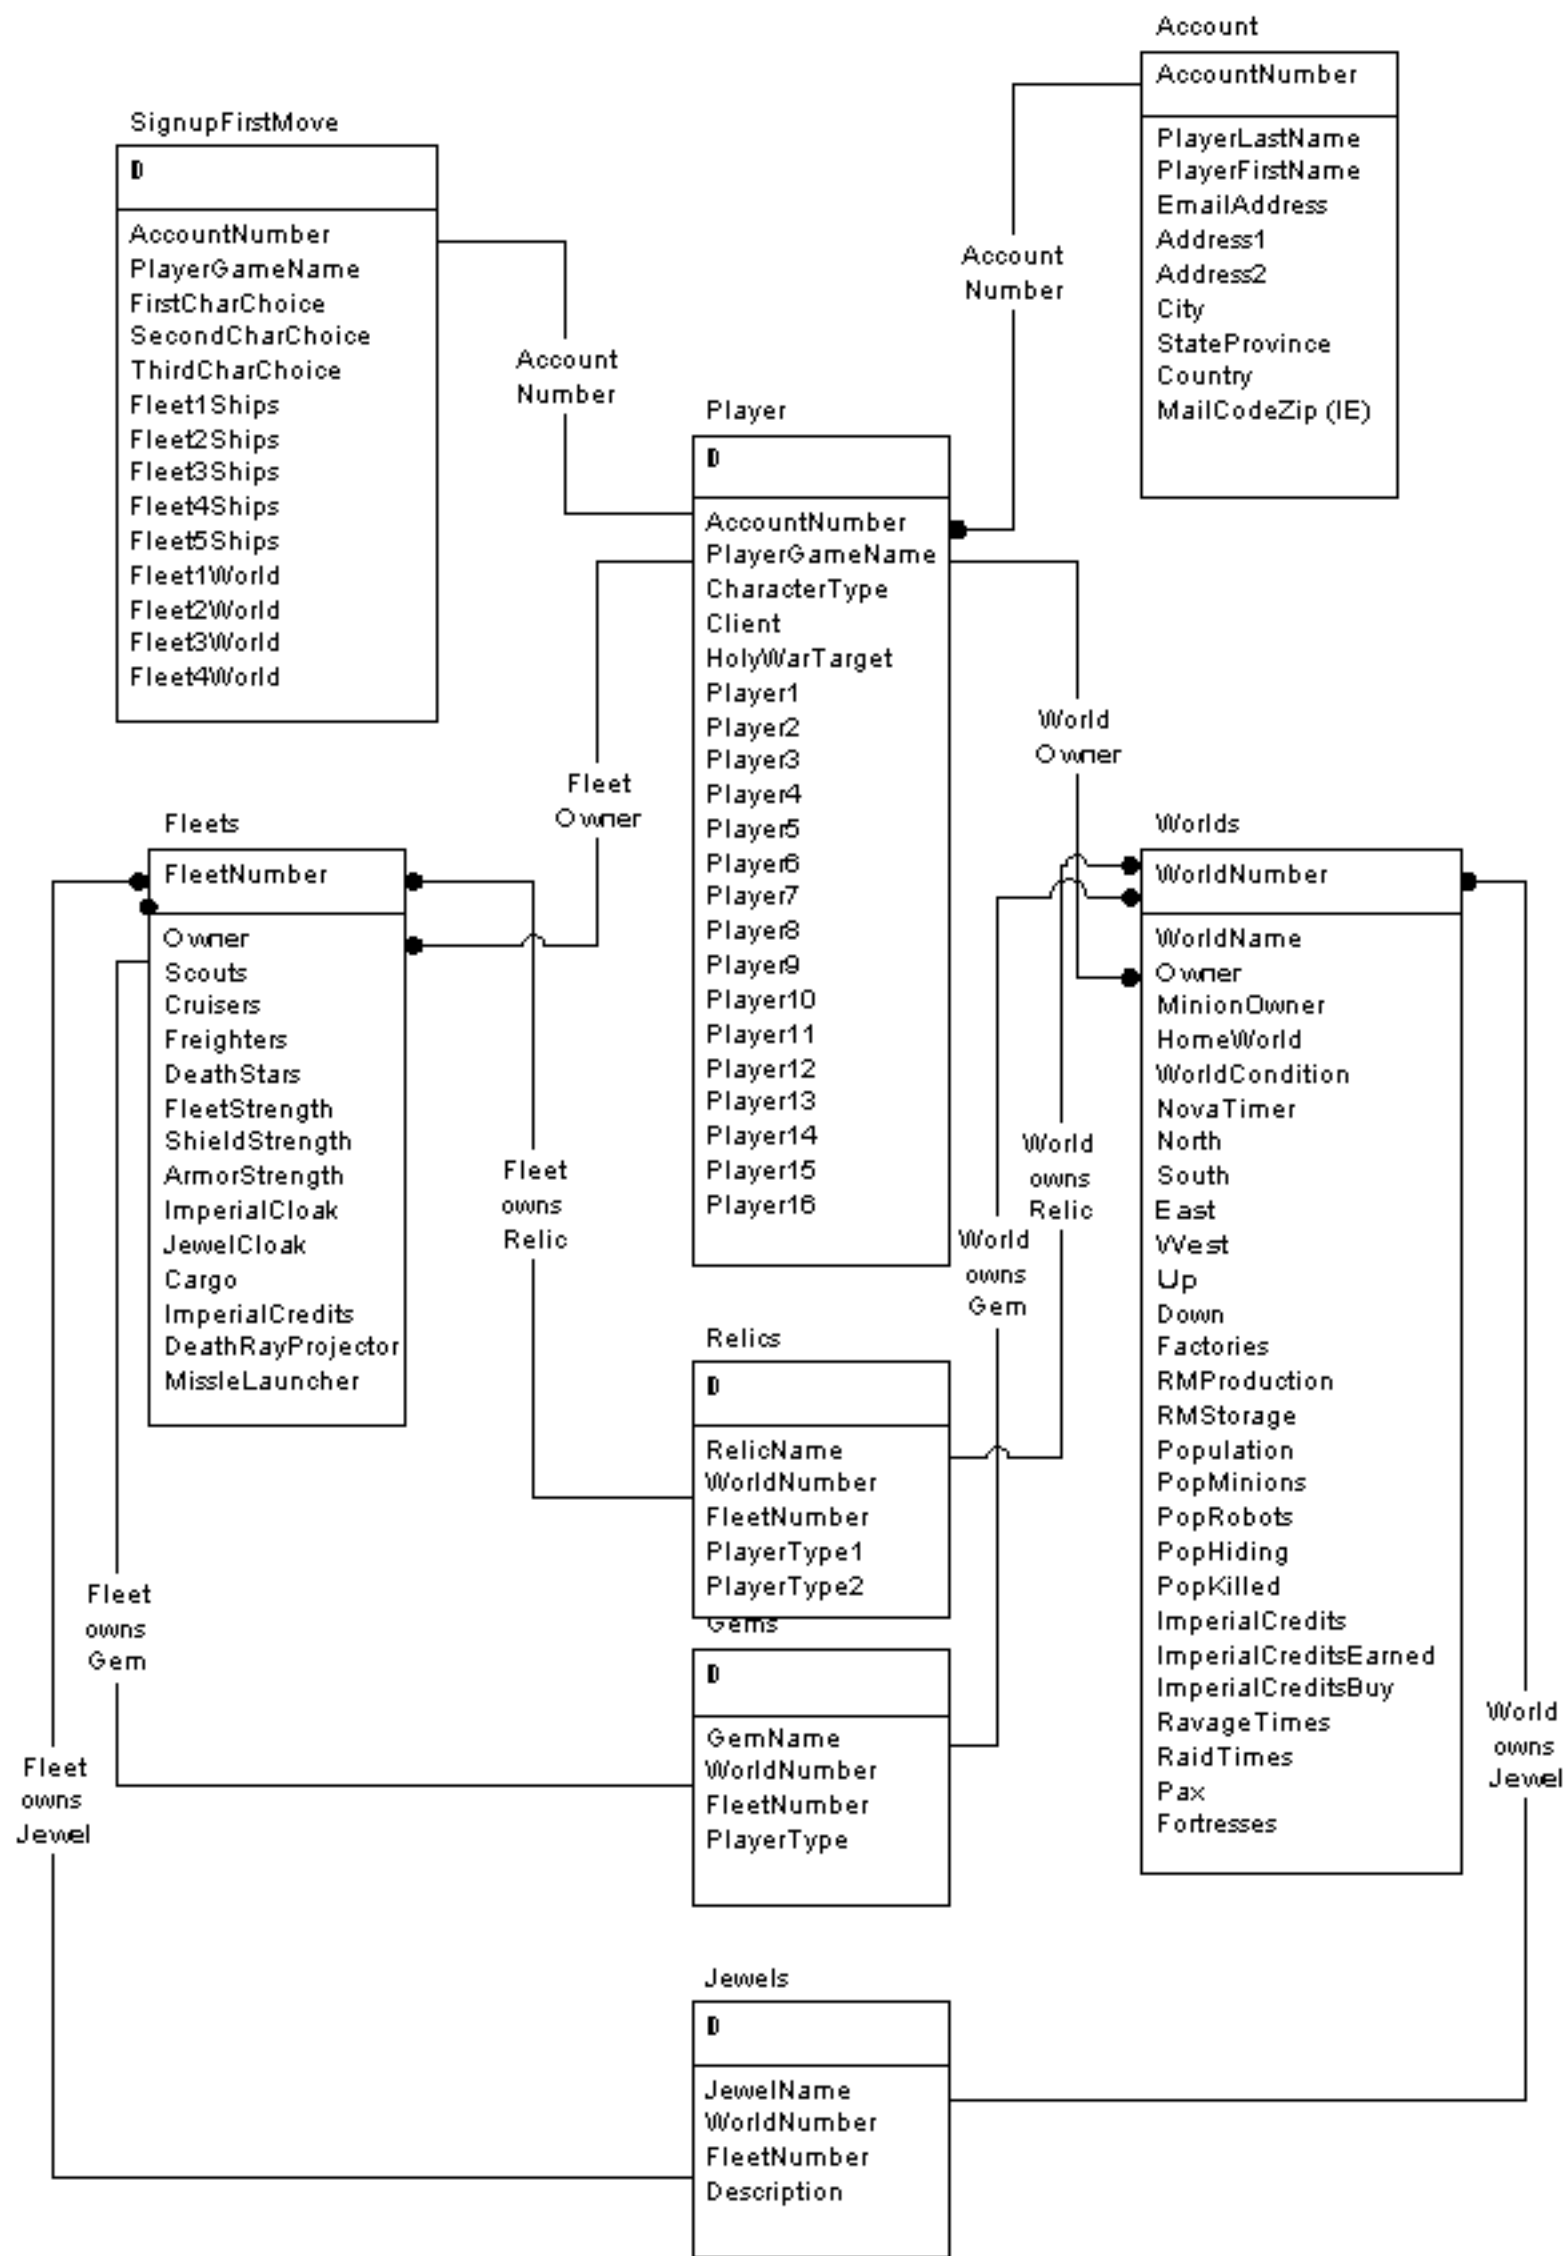 Account
AccountNumber
PlayerLastName
PlayerFirstName
EmailAddress
Address1
Address2
City
StateProvince
Country
MailCodeZip (IE)
SignupFirstMove
ID
AccountNumber
PlayerGameName
FirstCharChoice
SecondCharChoice
ThirdCharChoice
Fleet1Ships
Fleet2Ships
Fleet3Ships
Fleet4Ships
Fleet5Ships
Fleet1World
Fleet2World
Fleet3World
Fleet4World
Account
Number
Account
Number
Player
ID
AccountNumber
PlayerGameName
CharacterType
Client
HolyWarTarget
Player1
Player2
Player3
Player4
Player5
Player6
Player7
Player8
Player9
Player10
Player11
Player12
Player13
Player14
Player15
Player16
Fleet
Owner
World
Owner
Fleets
FleetNumber
Owner
Scouts
Cruisers
Freighters
DeathStars
FleetStrength
ShieldStrength
ArmorStrength
ImperialCloak
JewelCloak
Cargo
ImperialCredits
DeathRayProjector
MissleLauncher
Worlds
WorldNumber
WorldName
Owner
MinionOwner
HomeWorld
WorldCondition
NovaTimer
North
South
East
West
Up
Down
Factories
RMProduction
RMStorage
Population
PopMinions
PopRobots
PopHiding
PopKilled
ImperialCredits
ImperialCreditsEarned
ImperialCreditsBuy
RavageTimes
RaidTimes
Pax
Fortresses
Fleet
owns
Relic
World
owns
Relic
World
owns
Gem
Relics
ID
RelicName
WorldNumber
FleetNumber
PlayerType1
PlayerType2
Gems
ID
GemName
WorldNumber
FleetNumber
PlayerType
Fleet
owns
Gem
Fleet
owns
Jewel
World
owns
Jewel
Jewels
ID
JewelName
WorldNumber
FleetNumber
Description